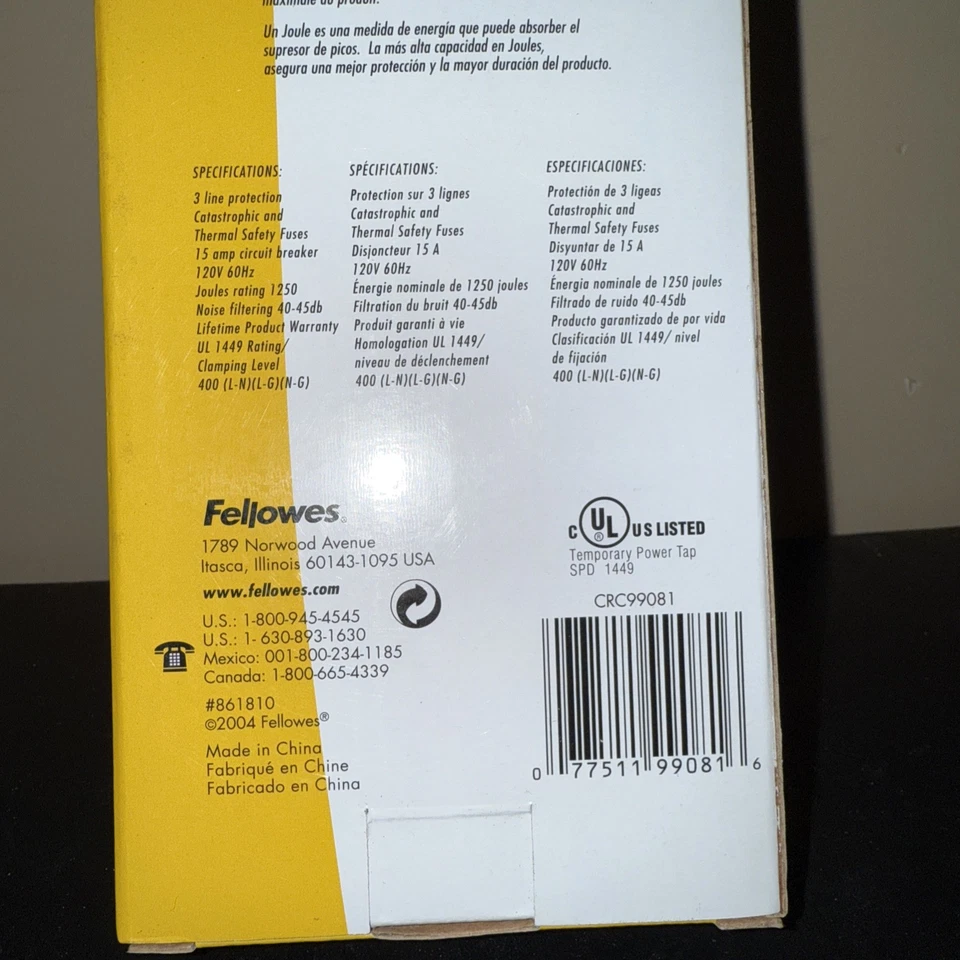 maximale du produit.
Un Joule es una medida de energía que puede absorber el
supresor de picos. La más alta capacidad en Joules,
asegura una mejor protección y la mayor duración del producto.
SPECIFICATIONS:
3 line protection
Catastrophic and
Thermal Safety Fuses
15 amp circuit breaker
120V 60Hz
Joules rating 1250
Noise filtering 40-45db
Lifetime Product Warranty
UL 1449 Rating/
Clamping Level
400 (L-N)(L-G)(N-G)
SPÉCIFICATIONS:
Protection sur 3 lignes
Catastrophic and
Thermal Safety Fuses
Disjoncteur 15 A
120V 60Hz
Énergie nominale de 1250 joules
Filtration du bruit 40-45db
Produit garanti à vie
Homologation UL 1449/
niveau de déclenchement
400 (L-N)(L-G)(N-G)
ESPECIFICACIONES:
Protectión de 3 ligeas
Catastrophic and
Thermal Safety Fuses
Disyuntar de 15 A
120V 60Hz
Énergia nominale de 1250 joules
Filtrado de ruido 40-45db
Producto garantizado de por vida
Clasificación UL 1449/ nivel
de fijación
400 (L-N)(L-G)(N-G)
Fellowes®
1789 Norwood Avenue
Itasca, Illinois 60143-1095 USA
www.fellowes.com
U.S.: 1-800-945-4545
U.S.: 1- 630-893-1630
Mexico: 001-800-234-1185
Canada: 1-800-665-4339
#861810
©2004 Fellowes®
Made in China
Fabriqué en Chine
Fabricado en China
C UL® US LISTED
Temporary Power Tap
SPD 1449
CRC99081
0 77511 99081 6